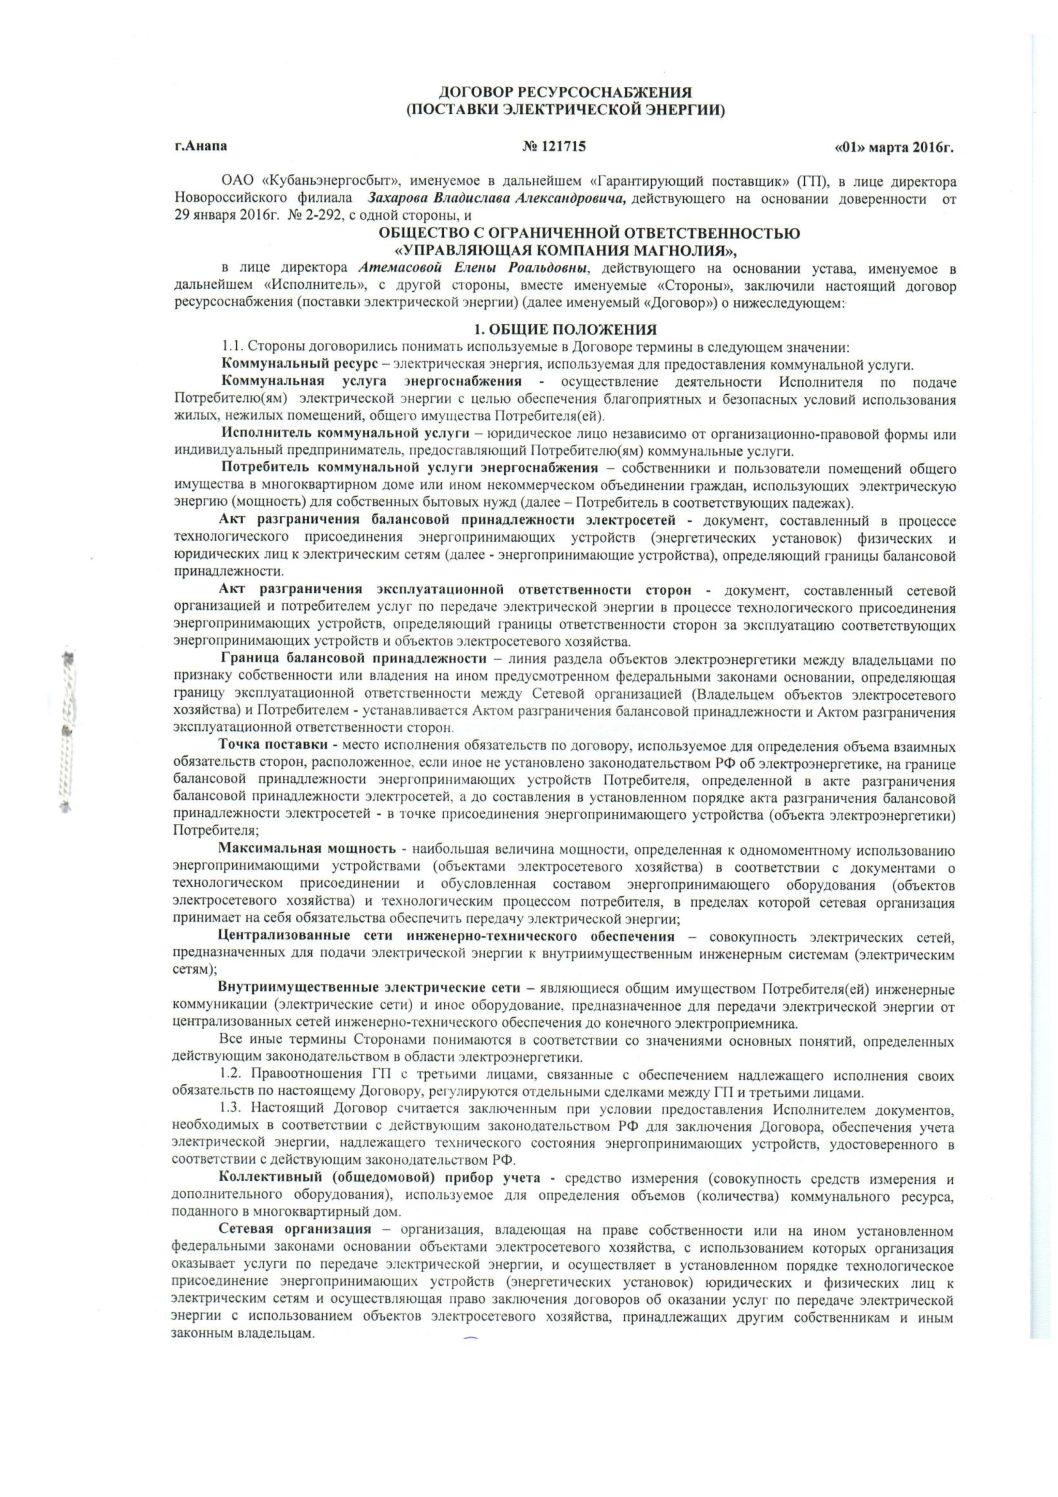 ДОГОВОР РЕСУРСОСНАБЖЕНИЯ
(ПОСТАВКИ ЭЛЕКТРИЧЕСКОЙ ЭНЕРГИИ)
г.Анапа № 121715 «01» марта 2016г.
ОАО «Кубаньэнергосбыт», именуемое в дальнейшем «Гарантирующий поставщик» (ГП), в лице директора
Новороссийского филиала Захарова Владислава Александровича, действующего на основании доверенности от
29 января 2016г. № 2-292, с одной стороны, и
ОБЩЕСТВО С ОГРАНИЧЕННОЙ ОТВЕТСТВЕННОСТЬЮ
«УПРАВЛЯЮЩАЯ КОМПАНИЯ МАГНОЛИЯ»,
в лице директора Атемасовой Елены Роальдовны, действующего на основании устава, именуемое в
дальнейшем «Исполнитель», с другой стороны, вместе именуемые «Стороны», заключили настоящий договор
ресурсоснабжения (поставки электрической энергии) (далее именуемый «Договор») о нижеследующем:
1. ОБЩИЕ ПОЛОЖЕНИЯ
1.1. Стороны договорились понимать используемые в Договоре термины в следующем значении:
Коммунальный ресурс – электрическая энергия, используемая для предоставления коммунальной услуги.
Коммунальная услуга энергоснабжения - осуществление деятельности Исполнителя по подаче
Потребителю(ям) электрической энергии с целью обеспечения благоприятных и безопасных условий использования
жилых, нежилых помещений, общего имущества Потребителя(ей).
Исполнитель коммунальной услуги – юридическое лицо независимо от организационно-правовой формы или
индивидуальный предприниматель, предоставляющий Потребителю(ям) коммунальные услуги.
Потребитель коммунальной услуги энергоснабжения – собственники и пользователи помещений общего
имущества в многоквартирном доме или ином некоммерческом объединении граждан, использующих электрическую
энергию (мощность) для собственных бытовых нужд (далее – Потребитель в соответствующих падежах).
Акт разграничения балансовой принадлежности электросетей - документ, составленный в процессе
технологического присоединения энергопринимающих устройств (энергетических установок) физических и
юридических лиц к электрическим сетям (далее - энергопринимающие устройства), определяющий границы балансовой
принадлежности.
Акт разграничения эксплуатационной ответственности сторон - документ, составленный сетевой
организацией и потребителем услуг по передаче электрической энергии в процессе технологического присоединения
энергопринимающих устройств, определяющий границы ответственности сторон за эксплуатацию соответствующих
энергопринимающих устройств и объектов электросетевого хозяйства.
Граница балансовой принадлежности – линия раздела объектов электроэнергетики между владельцами по
признаку собственности или владения на ином предусмотренном федеральными законами основании, определяющая
границу эксплуатационной ответственности между Сетевой организацией (Владельцем объектов электросетевого
хозяйства) и Потребителем - устанавливается Актом разграничения балансовой принадлежности и Актом разграничения
эксплуатационной ответственности сторон.
Точка поставки - место исполнения обязательств по договору, используемое для определения объема взаимных
обязательств сторон, расположенное, если иное не установлено законодательством РФ об электроэнергетике, на границе
балансовой принадлежности энергопринимающих устройств Потребителя, определенной в акте разграничения
балансовой принадлежности электросетей, а до составления в установленном порядке акта разграничения балансовой
принадлежности электросетей - в точке присоединения энергопринимающего устройства (объекта электроэнергетики)
Потребителя;
Максимальная мощность - наибольшая величина мощности, определенная к одномоментному использованию
энергопринимающими устройствами (объектами электросетевого хозяйства) в соответствии с документами о
технологическом присоединении и обусловленная составом энергопринимающего оборудования (объектов
электросетевого хозяйства) и технологическим процессом потребителя, в пределах которой сетевая организация
принимает на себя обязательства обеспечить передачу электрической энергии;
Централизованные сети инженерно-технического обеспечения – совокупность электрических сетей,
предназначенных для подачи электрической энергии к внутриимущественным инженерным системам (электрическим
сетям);
Внутриимущественные электрические сети – являющиеся общим имуществом Потребителя(ей) инженерные
коммуникации (электрические сети) и иное оборудование, предназначенное для передачи электрической энергии от
централизованных сетей инженерно-технического обеспечения до конечного электроприемника.
Все иные термины Сторонами понимаются в соответствии со значениями основных понятий, определенных
действующим законодательством в области электроэнергетики.
1.2. Правоотношения ГП с третьими лицами, связанные с обеспечением надлежащего исполнения своих
обязательств по настоящему Договору, регулируются отдельными сделками между ГП и третьими лицами.
1.3. Настоящий Договор считается заключенным при условии предоставления Исполнителем документов,
необходимых в соответствии с действующим законодательством РФ для заключения Договора, обеспечения учета
электрической энергии, надлежащего технического состояния энергопринимающих устройств, удостоверенного в
соответствии с действующим законодательством РФ.
Коллективный (общедомовой) прибор учета - средство измерения (совокупность средств измерения и
дополнительного оборудования), используемое для определения объемов (количества) коммунального ресурса,
поданного в многоквартирный дом.
Сетевая организация – организация, владеющая на праве собственности или на ином установленном
федеральными законами основании объектами электросетевого хозяйства, с использованием которых организация
оказывает услуги по передаче электрической энергии, и осуществляет в установленном порядке технологическое
присоединение энергопринимающих устройств (энергетических установок) юридических и физических лиц к
электрическим сетям и осуществляющая право заключения договоров об оказании услуг по передаче электрической
энергии с использованием объектов электросетевого хозяйства, принадлежащих другим собственникам и иным
законным владельцам.